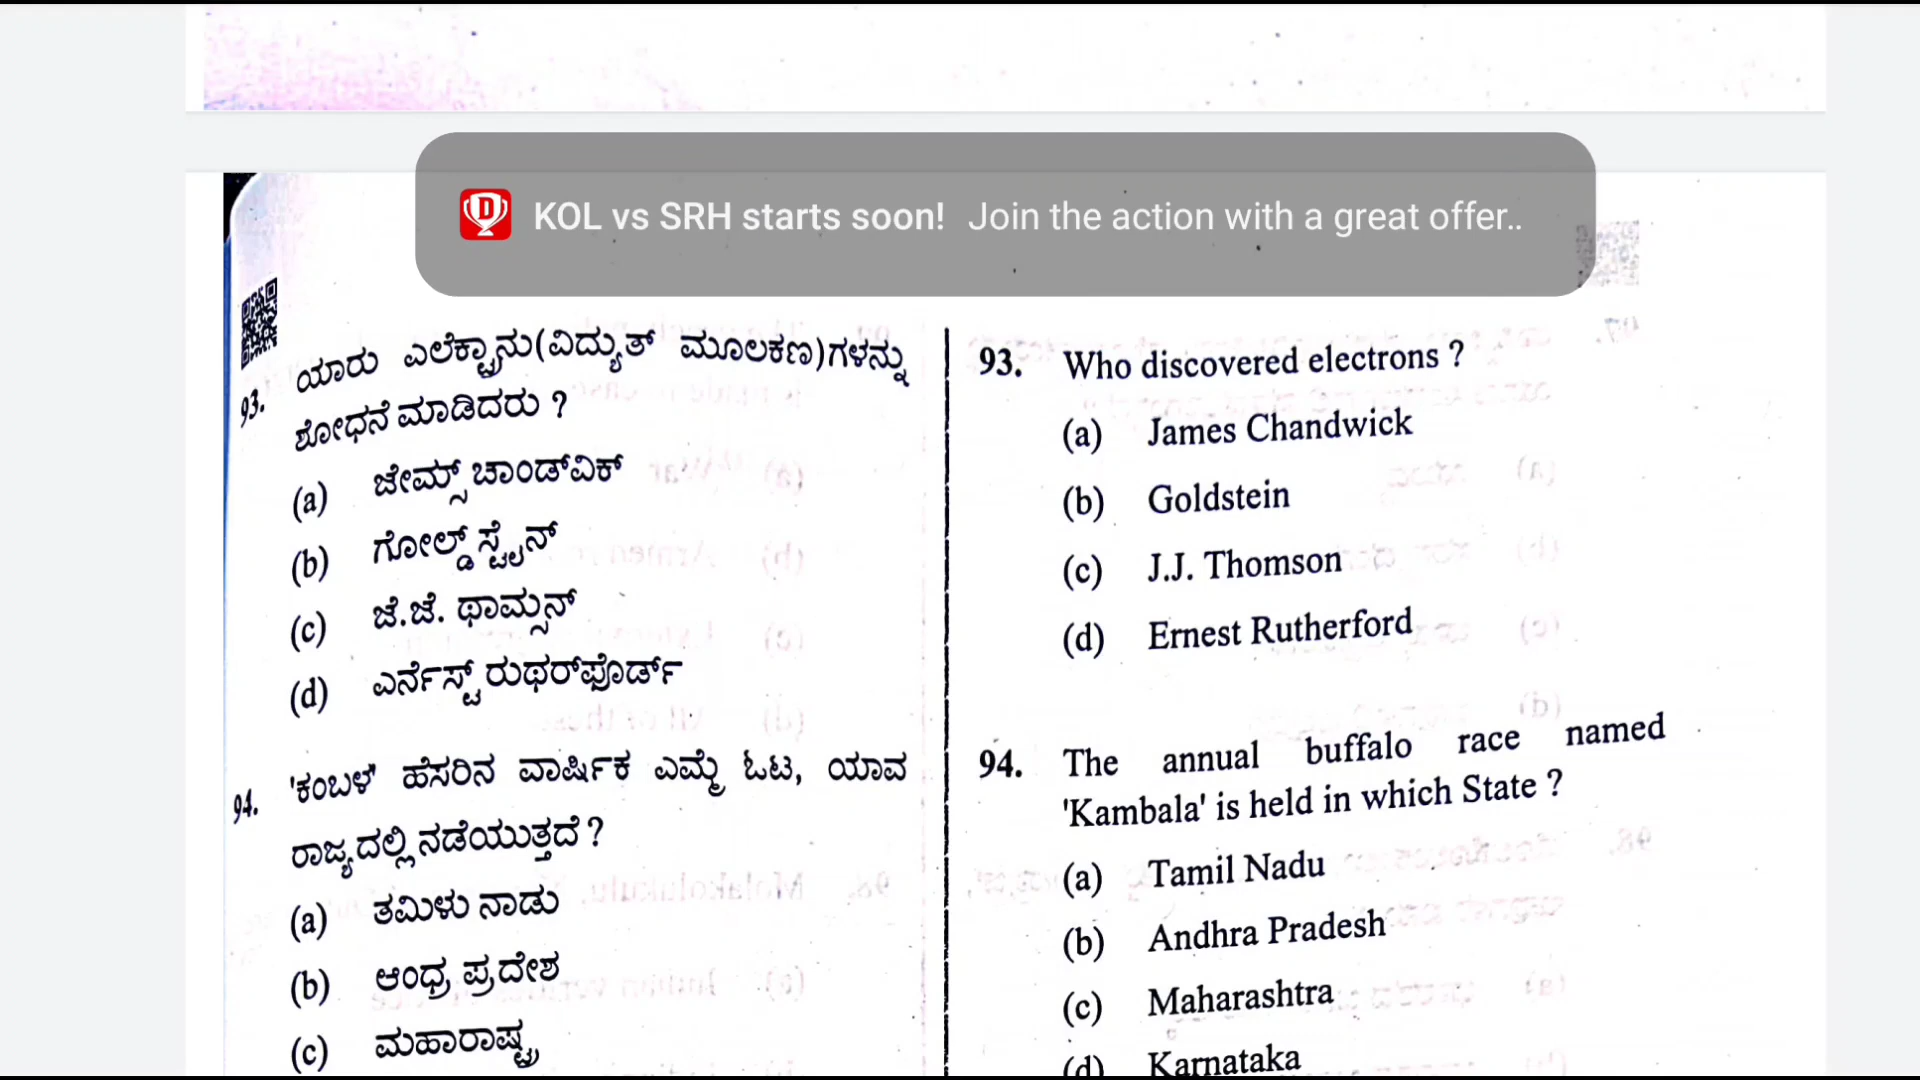 KOL vs SRH starts soon! Join the action with a great offer..
93. ಯಾರು ಎಲೆಕ್ಟ್ರಾನು(ವಿದ್ಯುತ್ ಮೂಲಕಣ)ಗಳನ್ನು
ಶೋಧನೆ ಮಾಡಿದರು ?
(a) ಜೇಮ್ಸ್ ಚಾಂಡ್‌ವಿಕ್
(b) ಗೋಲ್ಡ್ ಸ್ಟೈನ್
(c) ಜೆ.ಜೆ. ಥಾಮ್ಸನ್
(d) ಎರ್ನೆಸ್ಟ್ ರುಥರ್‌ಫೊರ್ಡ್
94. 'ಕಂಬಳ' ಹೆಸರಿನ ವಾರ್ಷಿಕ ಎಮ್ಮೆ ಓಟ, ಯಾವ
ರಾಜ್ಯದಲ್ಲಿ ನಡೆಯುತ್ತದೆ ?
(a) ತಮಿಳು ನಾಡು
(b) ಆಂಧ್ರ ಪ್ರದೇಶ
(c) ಮಹಾರಾಷ್ಟ್ರ
93. Who discovered electrons ?
(a) James Chandwick
(b) Goldstein
(c) J.J. Thomson
(d) Ernest Rutherford
94. The annual buffalo race named
'Kambala' is held in which State ?
(a) Tamil Nadu
(b) Andhra Pradesh
(c) Maharashtra
(d) Karnataka